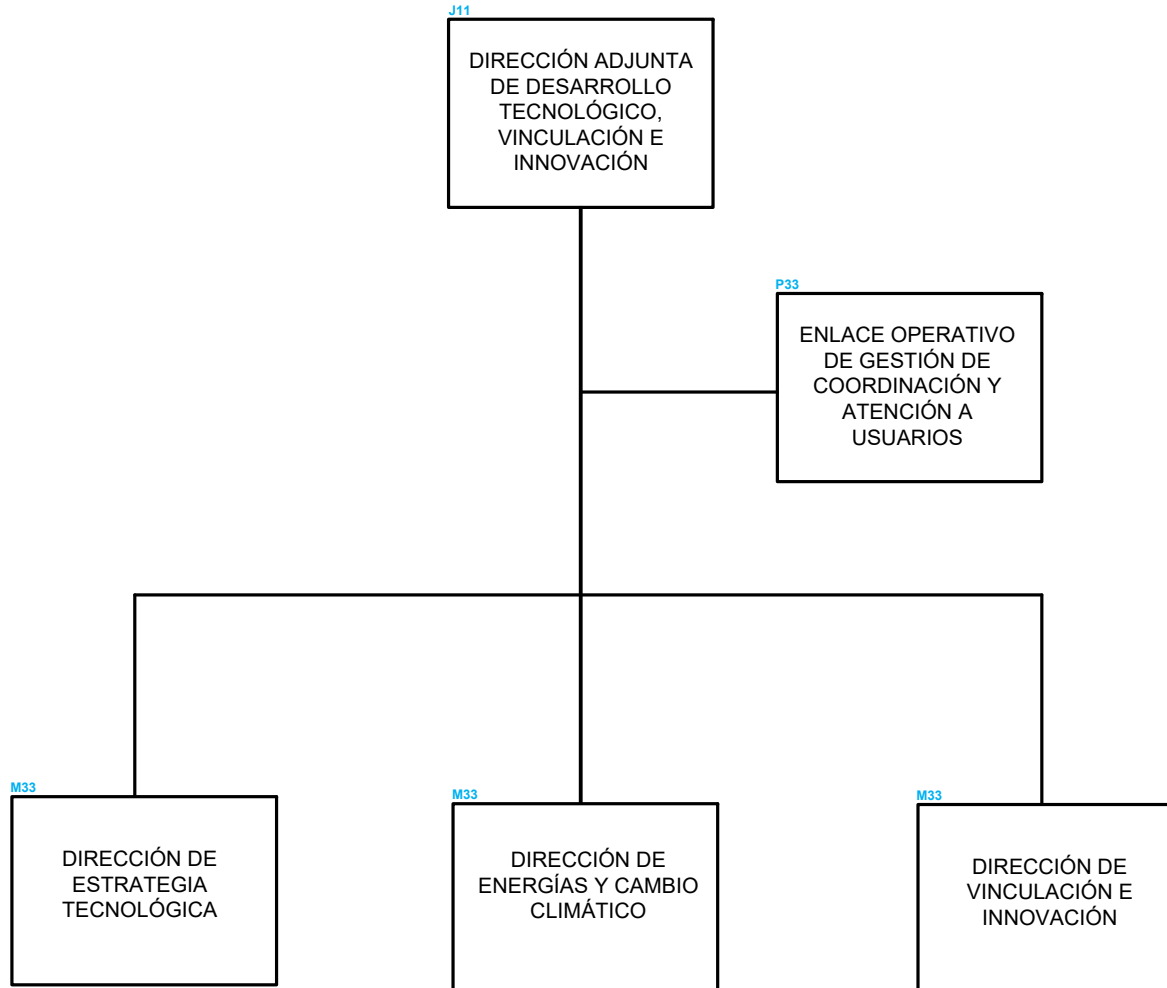 J11
DIRECCIÓN ADJUNTA
DE DESARROLLO
TECNOLÓGICO,
VINCULACIÓN E
INNOVACIÓN
P33
ENLACE OPERATIVO
DE GESTIÓN DE
COORDINACIÓN Y
ATENCIÓN A
USUARIOS
M33
DIRECCIÓN DE
ESTRATEGIA
TECNOLÓGICA
M33
DIRECCIÓN DE
ENERGÍAS Y CAMBIO
CLIMÁTICO
M33
DIRECCIÓN DE
VINCULACIÓN E
INNOVACIÓN